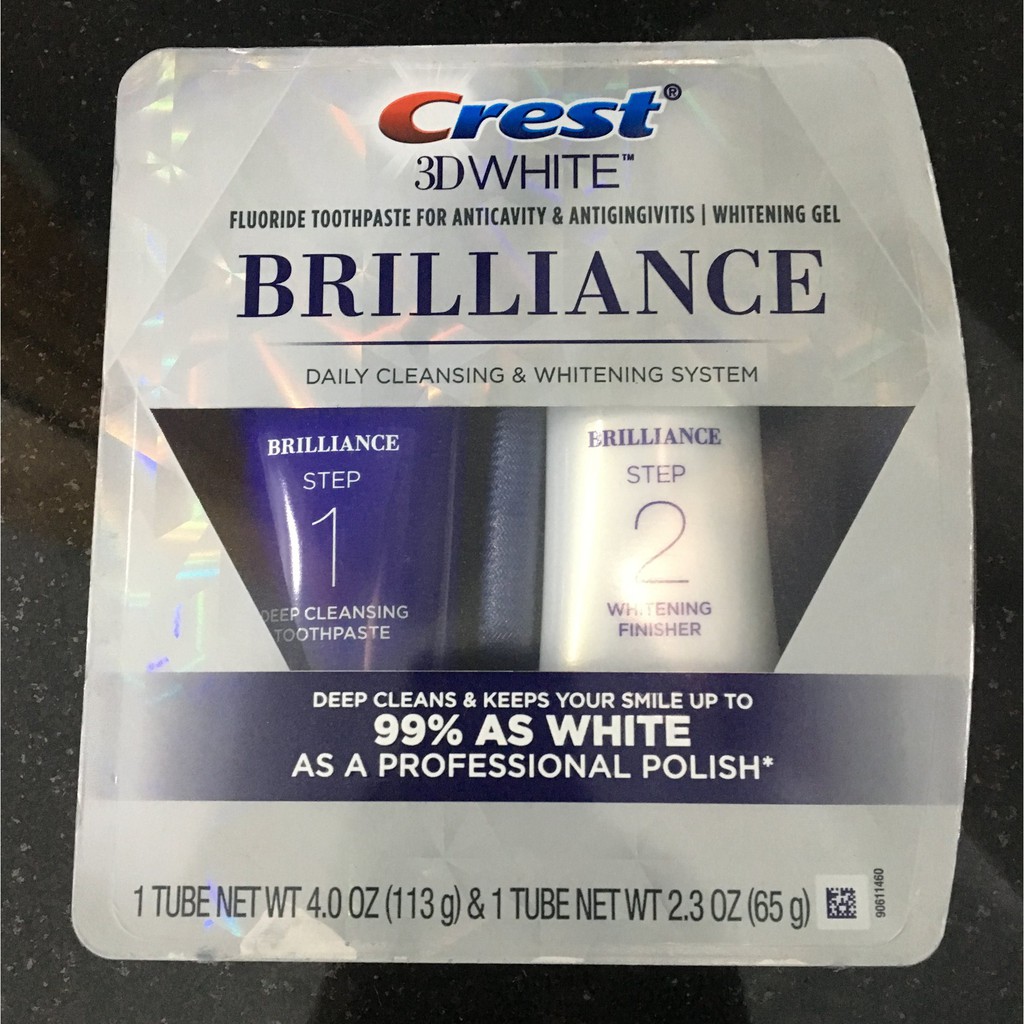 Crest®
3DWHITE™
FLUORIDE TOOTHPASTE FOR ANTICAVITY & ANTIGINGIVITIS | WHITENING GEL
BRILLIANCE
DAILY CLEANSING & WHITENING SYSTEM
BRILLIANCE
STEP
1
DEEP CLEANSING
TOOTHPASTE
BRILLIANCE
STEP
2
WHITENING
FINISHER
DEEP CLEANS & KEEPS YOUR SMILE UP TO
99% AS WHITE
AS A PROFESSIONAL POLISH*
1 TUBE NET WT 4.0 OZ (113 g) & 1 TUBE NET WT 2.3 OZ (65 g)
90611460